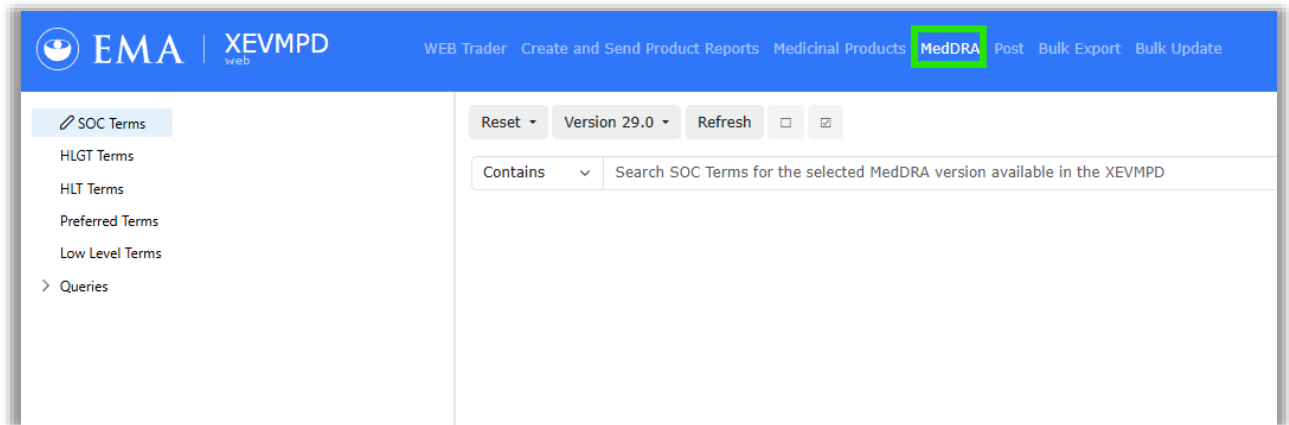 EMA | XEVMPD
web
WEB Trader Create and Send Product Reports Medicinal Products MedDRA Post Bulk Export Bulk Update
SOC Terms
HLGT Terms
HLT Terms
Preferred Terms
Low Level Terms
Queries
Reset Version 29.0 Refresh
Contains Search SOC Terms for the selected MedDRA version available in the XEVMPD